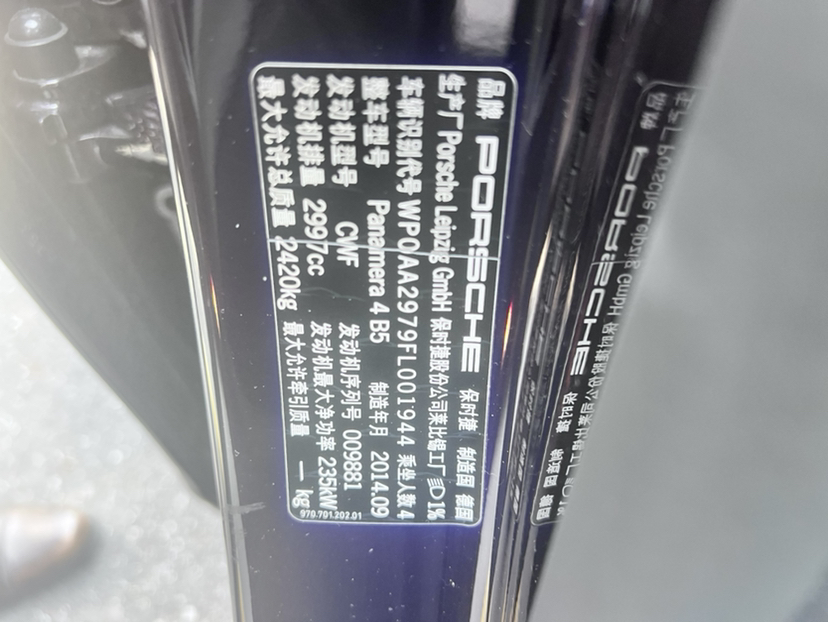 品牌 PORSCHE 保时捷 制造国 德国
生产厂 Porsche Leipzig GmbH 保时捷股份公司莱比锡工厂 1%
车辆识别代号 WP0AA2979FL001944 乘坐人数 4
整车型号 Panamera 4 B5 制造年月 2014.09
发动机型号 CWF 发动机序列号 009881
发动机排量 2997cc 发动机最大净功率 235kW
最大允许总质量 2420kg 最大允许牵引质量 — kg
970.701.202.01